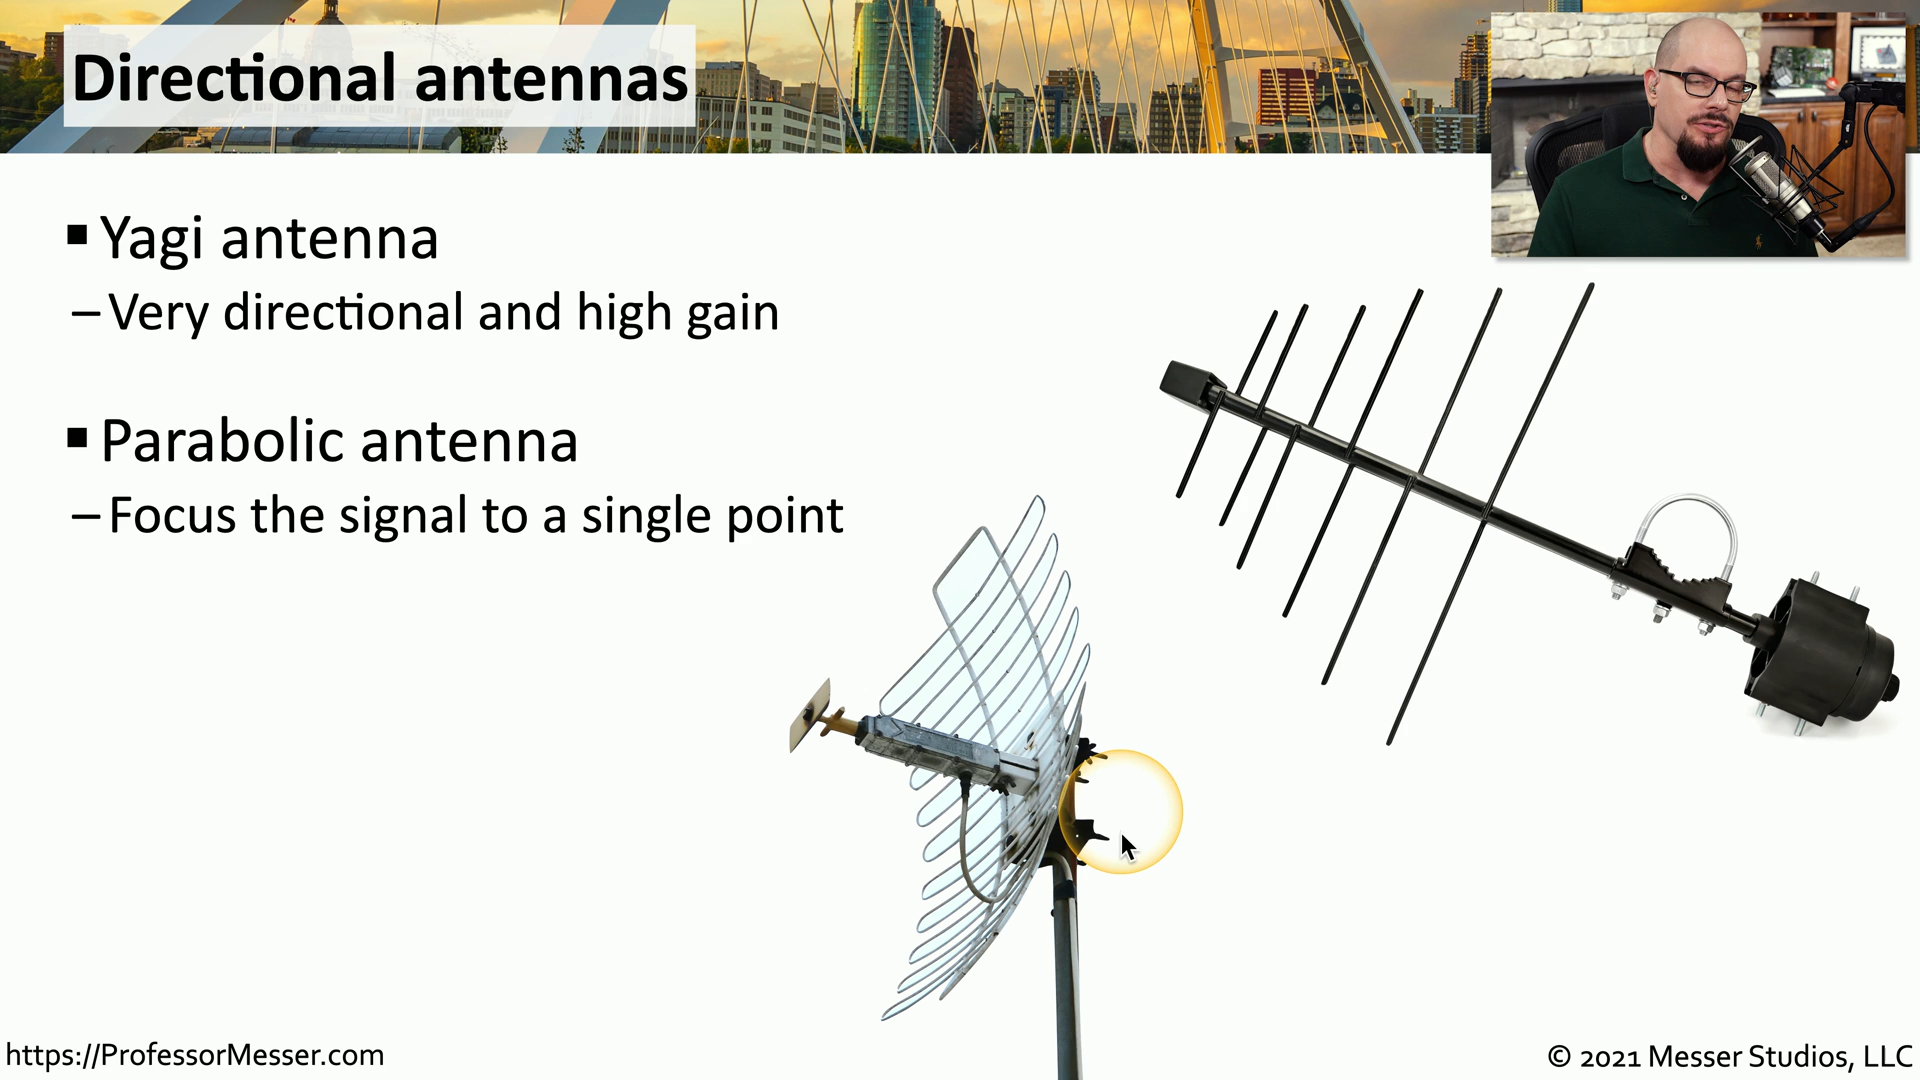 Directional antennas
▪ Yagi antenna
– Very directional and high gain
▪ Parabolic antenna
– Focus the signal to a single point
https://ProfessorMesser.com
© 2021 Messer Studios, LLC